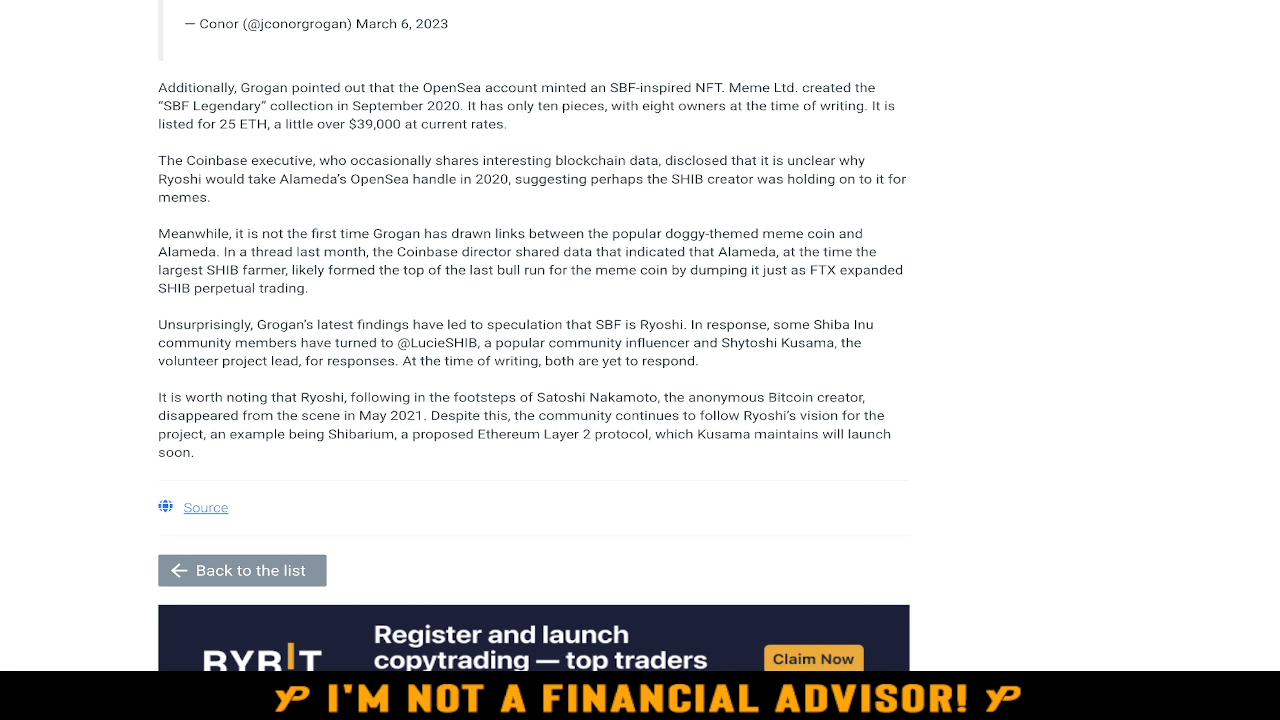 — Conor (@jconorgrogan) March 6, 2023
Additionally, Grogan pointed out that the OpenSea account minted an SBF-inspired NFT. Meme Ltd. created the
“SBF Legendary” collection in September 2020. It has only ten pieces, with eight owners at the time of writing. It is
listed for 25 ETH, a little over $39,000 at current rates.
The Coinbase executive, who occasionally shares interesting blockchain data, disclosed that it is unclear why
Ryoshi would take Alameda’s OpenSea handle in 2020, suggesting perhaps the SHIB creator was holding on to it for
memes.
Meanwhile, it is not the first time Grogan has drawn links between the popular doggy-themed meme coin and
Alameda. In a thread last month, the Coinbase director shared data that indicated that Alameda, at the time the
largest SHIB farmer, likely formed the top of the last bull run for the meme coin by dumping it just as FTX expanded
SHIB perpetual trading.
Unsurprisingly, Grogan’s latest findings have led to speculation that SBF is Ryoshi. In response, some Shiba Inu
community members have turned to @LucieSHIB, a popular community influencer and Shytoshi Kusama, the
volunteer project lead, for responses. At the time of writing, both are yet to respond.
It is worth noting that Ryoshi, following in the footsteps of Satoshi Nakamoto, the anonymous Bitcoin creator,
disappeared from the scene in May 2021. Despite this, the community continues to follow Ryoshi’s vision for the
project, an example being Shibarium, a proposed Ethereum Layer 2 protocol, which Kusama maintains will launch
soon.
Source
Back to the list
Register and launch
BYBIT copytrading — top traders Claim Now
YP I'M NOT A FINANCIAL ADVISOR! YP